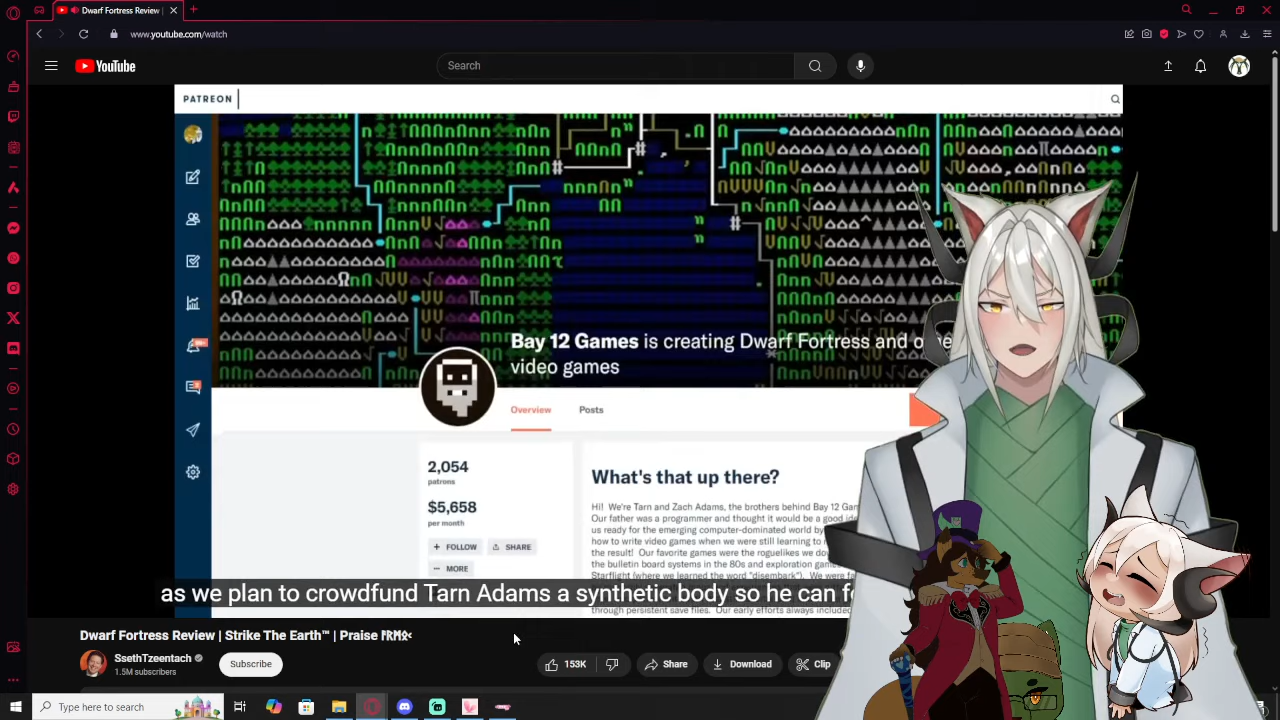 Dwarf Fortress Review
www.youtube.com/watch
YouTube
Search
PATREON
Bay 12 Games is creating Dwarf Fortress and
video games
Overview
Posts
2,054
patrons
$5,658
per month
FOLLOW
SHARE
MORE
What's that up there?
Hi! We're Tarn and Zach Adams, the brothers behind Bay 12
Our father was a programmer and thought it would be a good
us ready for the emerging computer-dominated world by
how to write video games when we were still learning to
the result! Our favorite games were the roguelikes we
the bulletin board systems in the 80s and exploration games
Starflight (where we learned the word "disembark"). We were
through persistent save files. Our early efforts always included
as we plan to crowdfund Tarn Adams a synthetic body so he can
Dwarf Fortress Review | Strike The Earth™ | Praise
SsethTzeentach
1.5M subscribers
Subscribe
153K
Share
Download
Clip
Type here to search